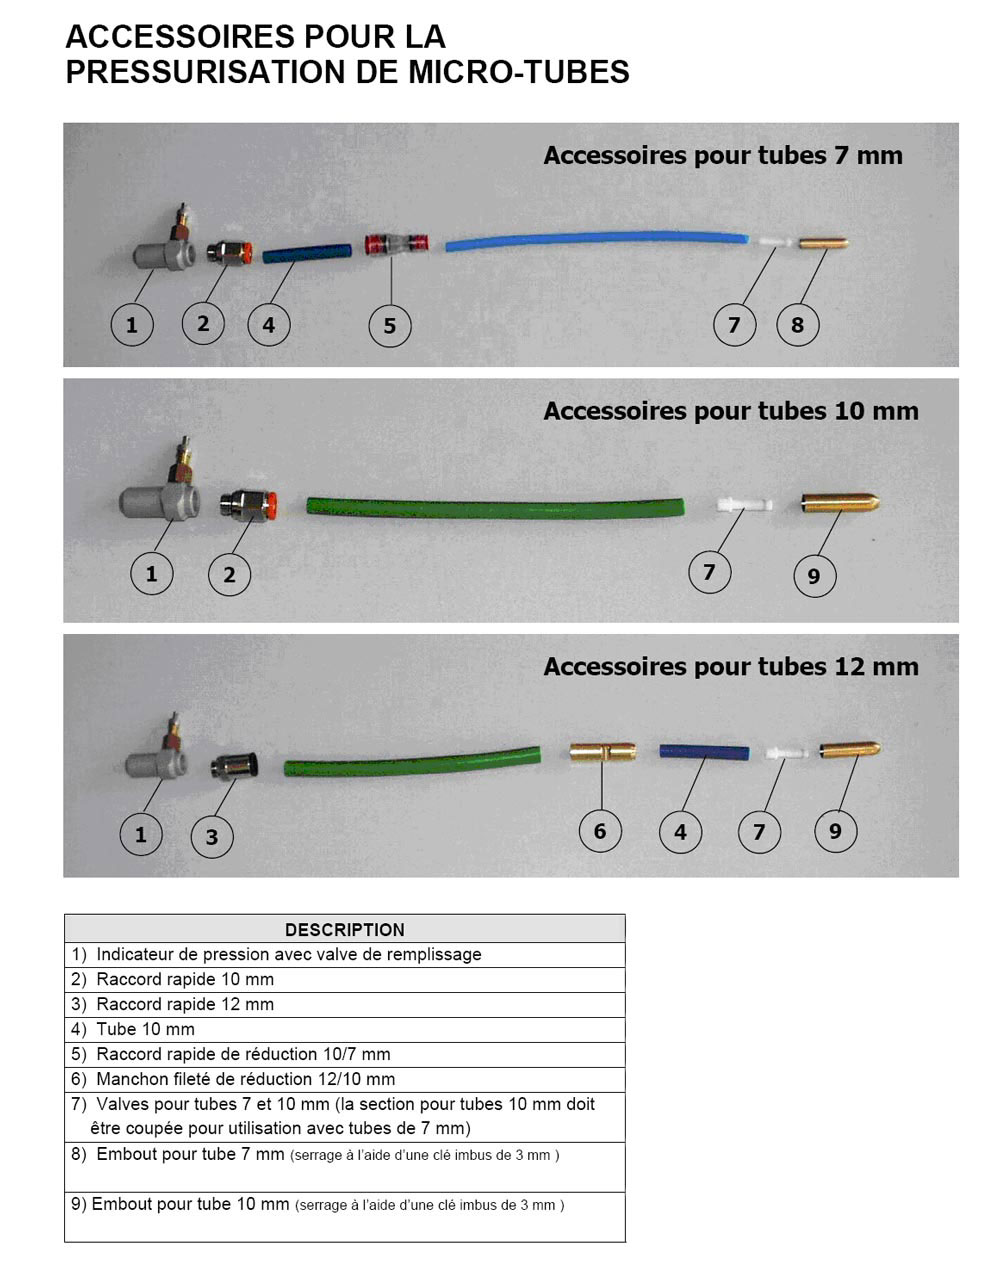 ACCESSOIRES POUR LA
PRESSURISATION DE MICRO-TUBES
Accessoires pour tubes 7 mm
1 2 4 5 7 8
Accessoires pour tubes 10 mm
1 2 7 9
Accessoires pour tubes 12 mm
1 3 6 4 7 9
DESCRIPTION
1) Indicateur de pression avec valve de remplissage
2) Raccord rapide 10 mm
3) Raccord rapide 12 mm
4) Tube 10 mm
5) Raccord rapide de réduction 10/7 mm
6) Manchon fileté de réduction 12/10 mm
7) Valves pour tubes 7 et 10 mm (la section pour tubes 10 mm doit
être coupée pour utilisation avec tubes de 7 mm)
8) Embout pour tube 7 mm (serrage à l'aide d'une clé imbus de 3 mm )
9) Embout pour tube 10 mm (serrage à l'aide d'une clé imbus de 3 mm )